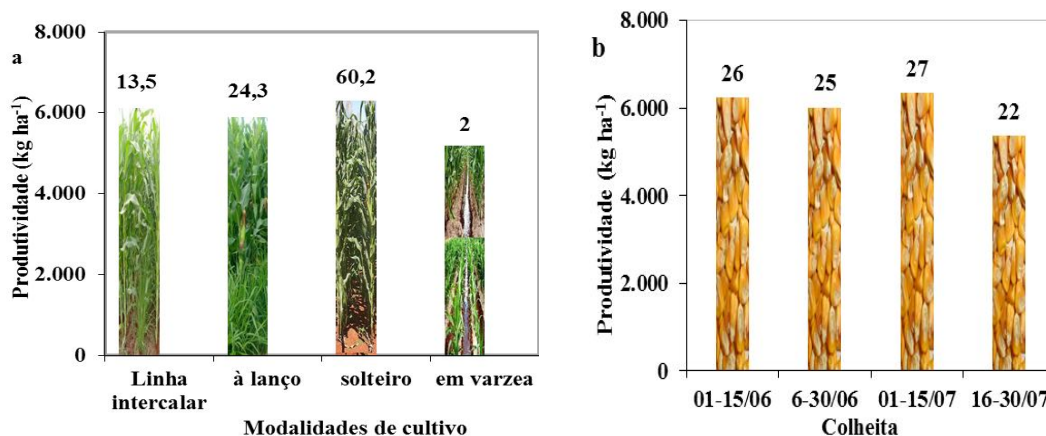 a
Produtividade (kg ha⁻¹)
8.000
6.000
4.000
2.000
0
13,5
24,3
60,2
2
Linha
intercalar
à lanço
solteiro
em varzea
Modalidades de cultivo
b
Produtividade (kg ha⁻¹)
8.000
6.000
4.000
2.000
0
26
25
27
22
01-15/06
6-30/06
01-15/07
16-30/07
Colheita